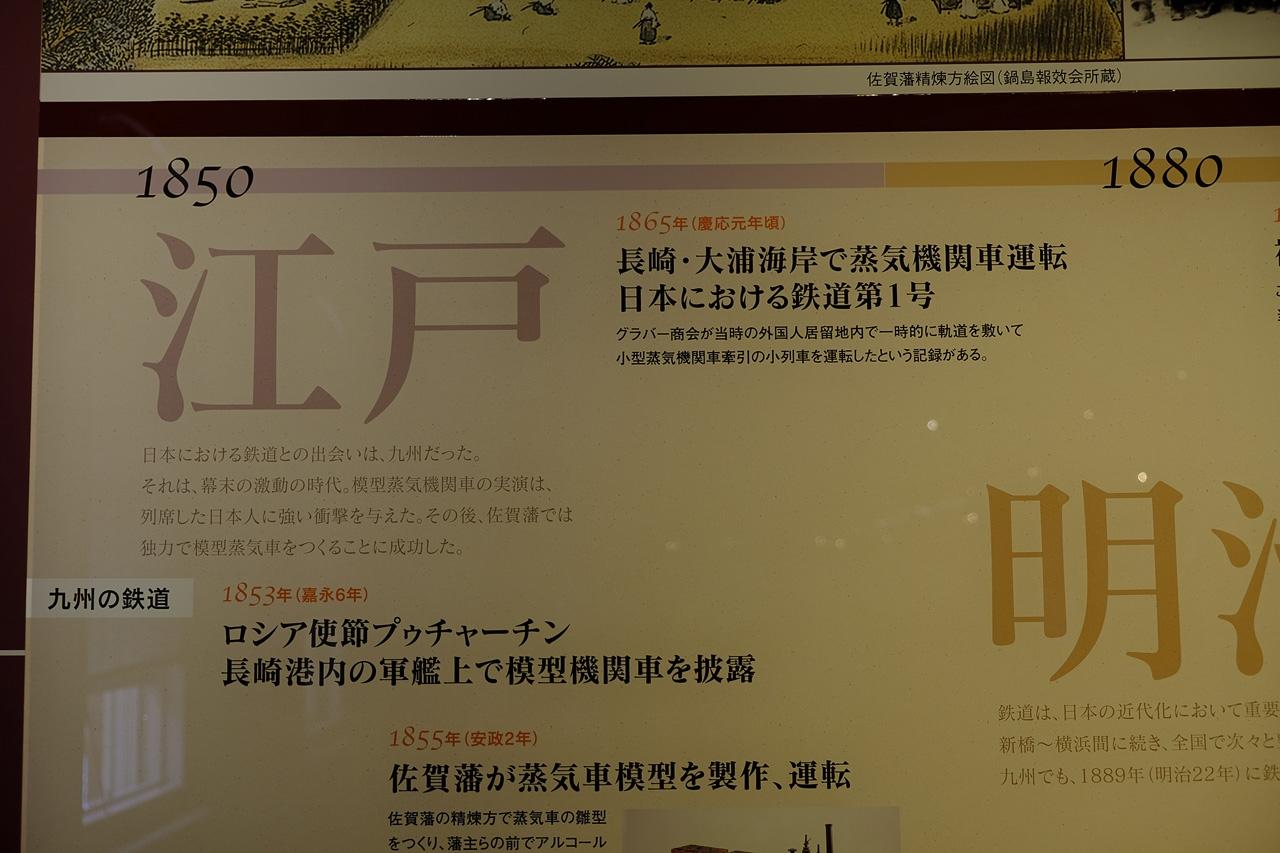 佐賀藩精煉方絵図（鍋島報效会所蔵）
1850
1880
江戸
1865年（慶応元年頃）
長崎・大浦海岸で蒸気機関車運転
日本における鉄道第1号
グラバー商会が当時の外国人居留地内で一時的に軌道を敷いて
小型蒸気機関車牽引の小列車を運転したという記録がある。
日本における鉄道との出会いは、九州だった。
それは、幕末の激動の時代。模型蒸気機関車の実演は、
列席した日本人に強い衝撃を与えた。その後、佐賀藩では
独力で模型蒸気車をつくることに成功した。
九州の鉄道
1853年（嘉永6年）
ロシア使節プゥチャーチン
長崎港内の軍艦上で模型機関車を披露
1855年（安政2年）
佐賀藩が蒸気車模型を製作、運転
佐賀藩の精煉方で蒸気車の雛型
をつくり、藩主らの前でアルコール
明
鉄道は、日本の近代化において重要
新橋～横浜間に続き、全国で次々と
九州でも、1889年（明治22年）に鉄